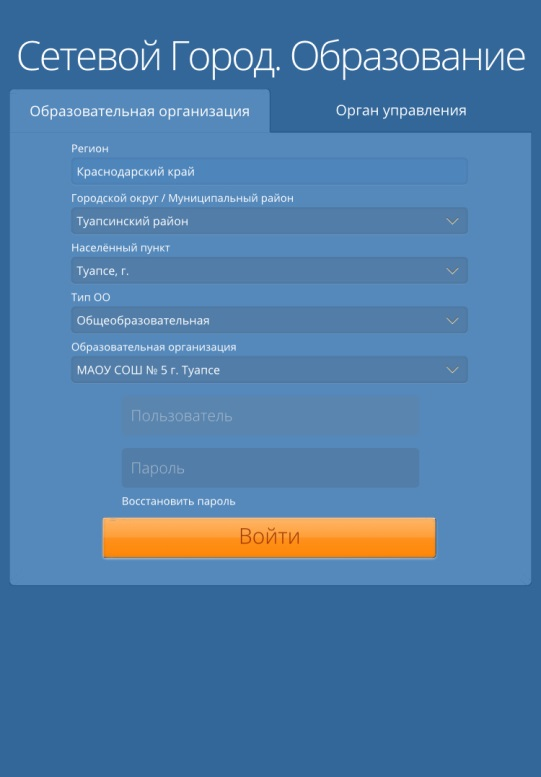 Сетевой Город. Образование
Образовательная организация
Орган управления
Регион
Краснодарский край
Городской округ / Муниципальный район
Туапсинский район
Населённый пункт
Туапсе, г.
Тип ОО
Общеобразовательная
Образовательная организация
МАОУ СОШ № 5 г. Туапсе
Пользователь
Пароль
Восстановить пароль
Войти